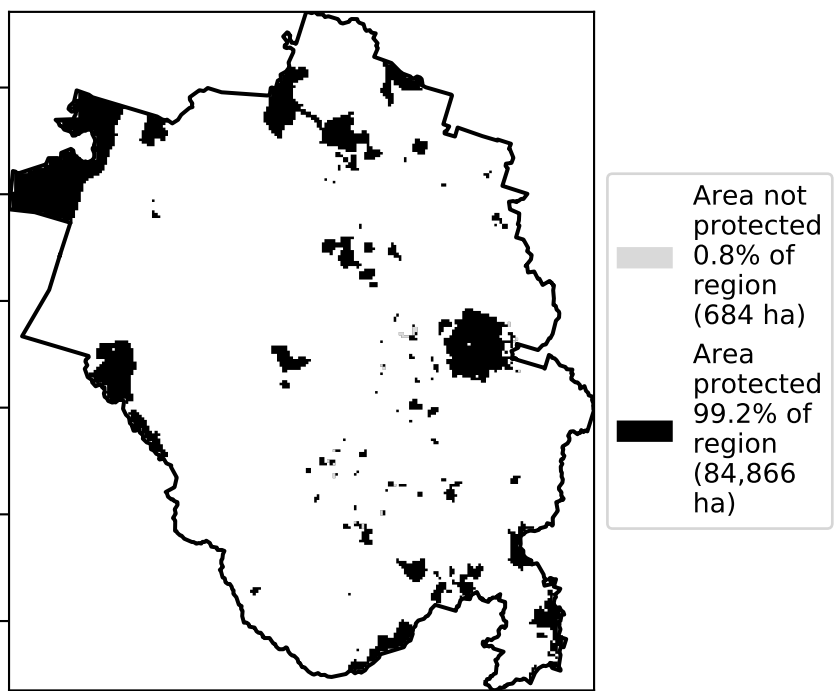 Area not
protected
0.8% of
region
(684 ha)
Area
protected
99.2% of
region
(84,866
ha)